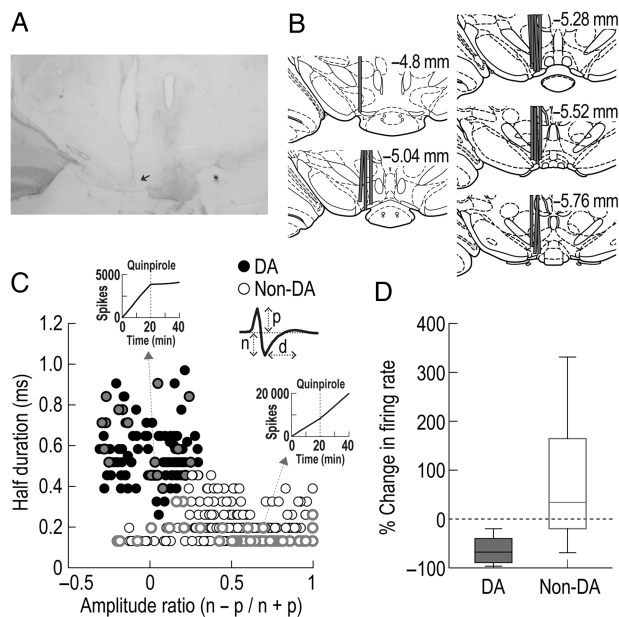 A
B
−4.8 mm
−5.04 mm
−5.28 mm
−5.52 mm
−5.76 mm
C
Quinpirole
5000
0
Spikes
0 20 40
Time (min)
DA
Non-DA
p
n
d
Quinpirole
20 000
0
Spikes
0 20 40
Time (min)
1.2
1.0
0.8
0.6
0.4
0.2
0
Half duration (ms)
−0.5 0 0.5 1
Amplitude ratio (n − p / n + p)
D
400
300
200
100
0
−100
% Change in firing rate
DA Non-DA